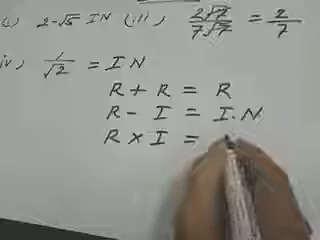 2-√5 IN (iii) 2√7/7√7 = 2/7
iv) 1/√2 = IN
R + R = R
R - I = I.N
R x I =